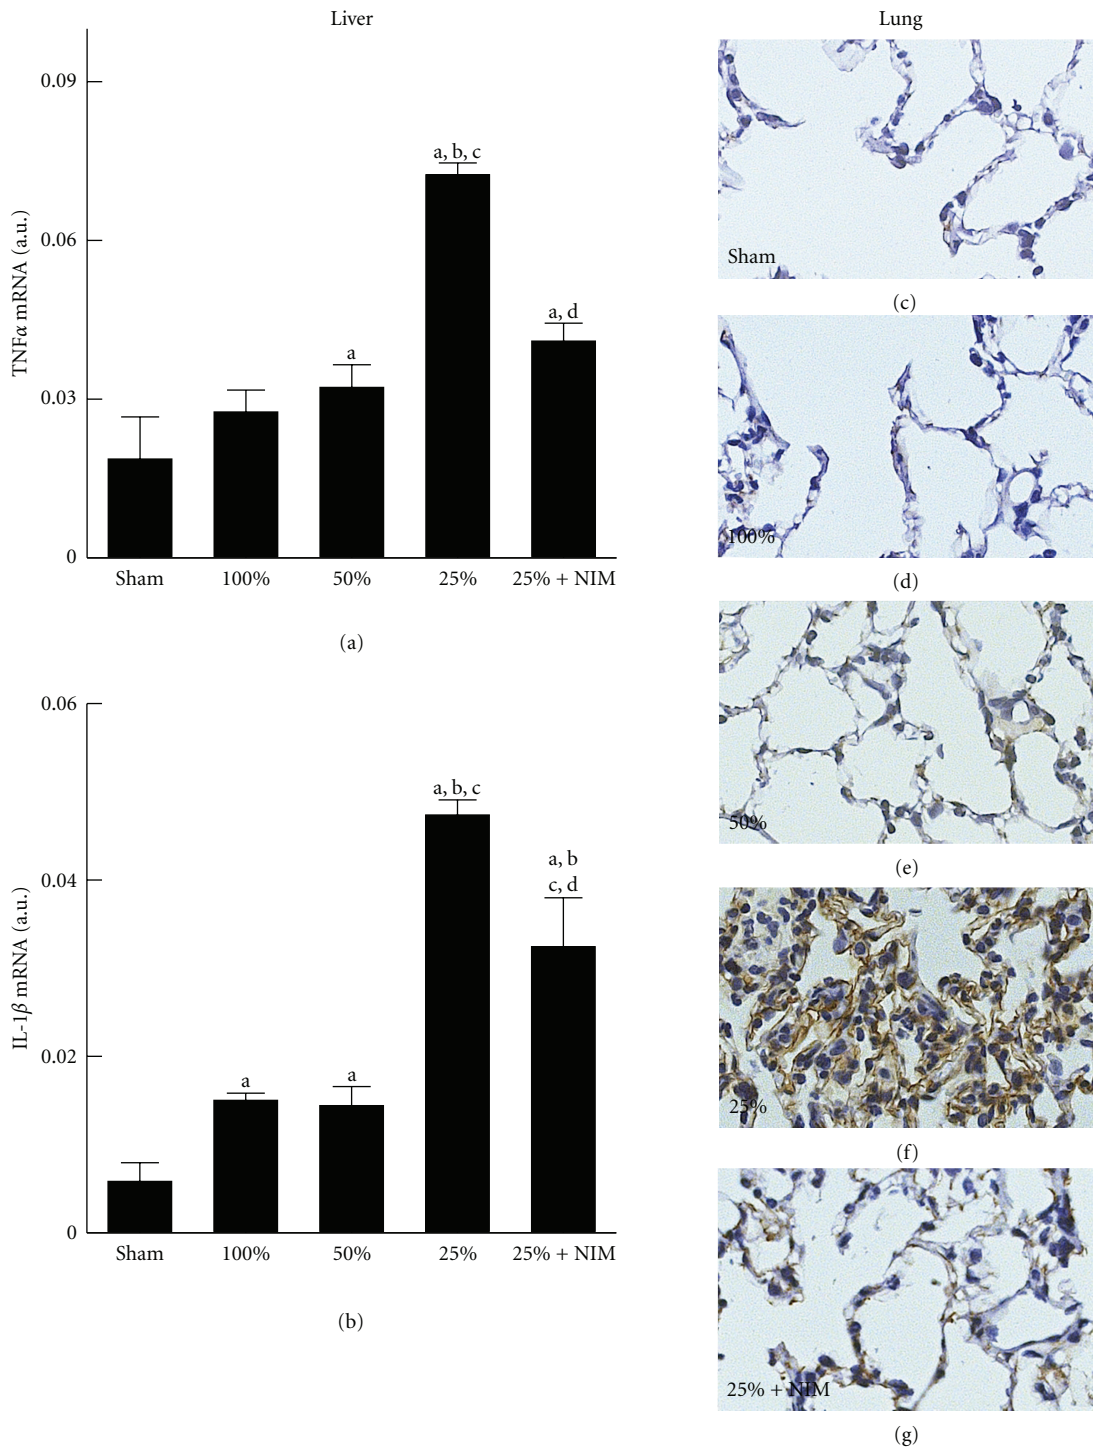 Liver
TNFα mRNA (a.u.)
0.09
0.06
0.03
0
a
a, b, c
a, d
Sham 100% 50% 25% 25% + NIM
(a)
IL-1β mRNA (a.u.)
0.06
0.04
0.02
0
a
a
a, b, c
a, b
c, d
Sham 100% 50% 25% 25% + NIM
(b)
Lung
Sham
(c)
100%
(d)
50%
(e)
25%
(f)
25% + NIM
(g)